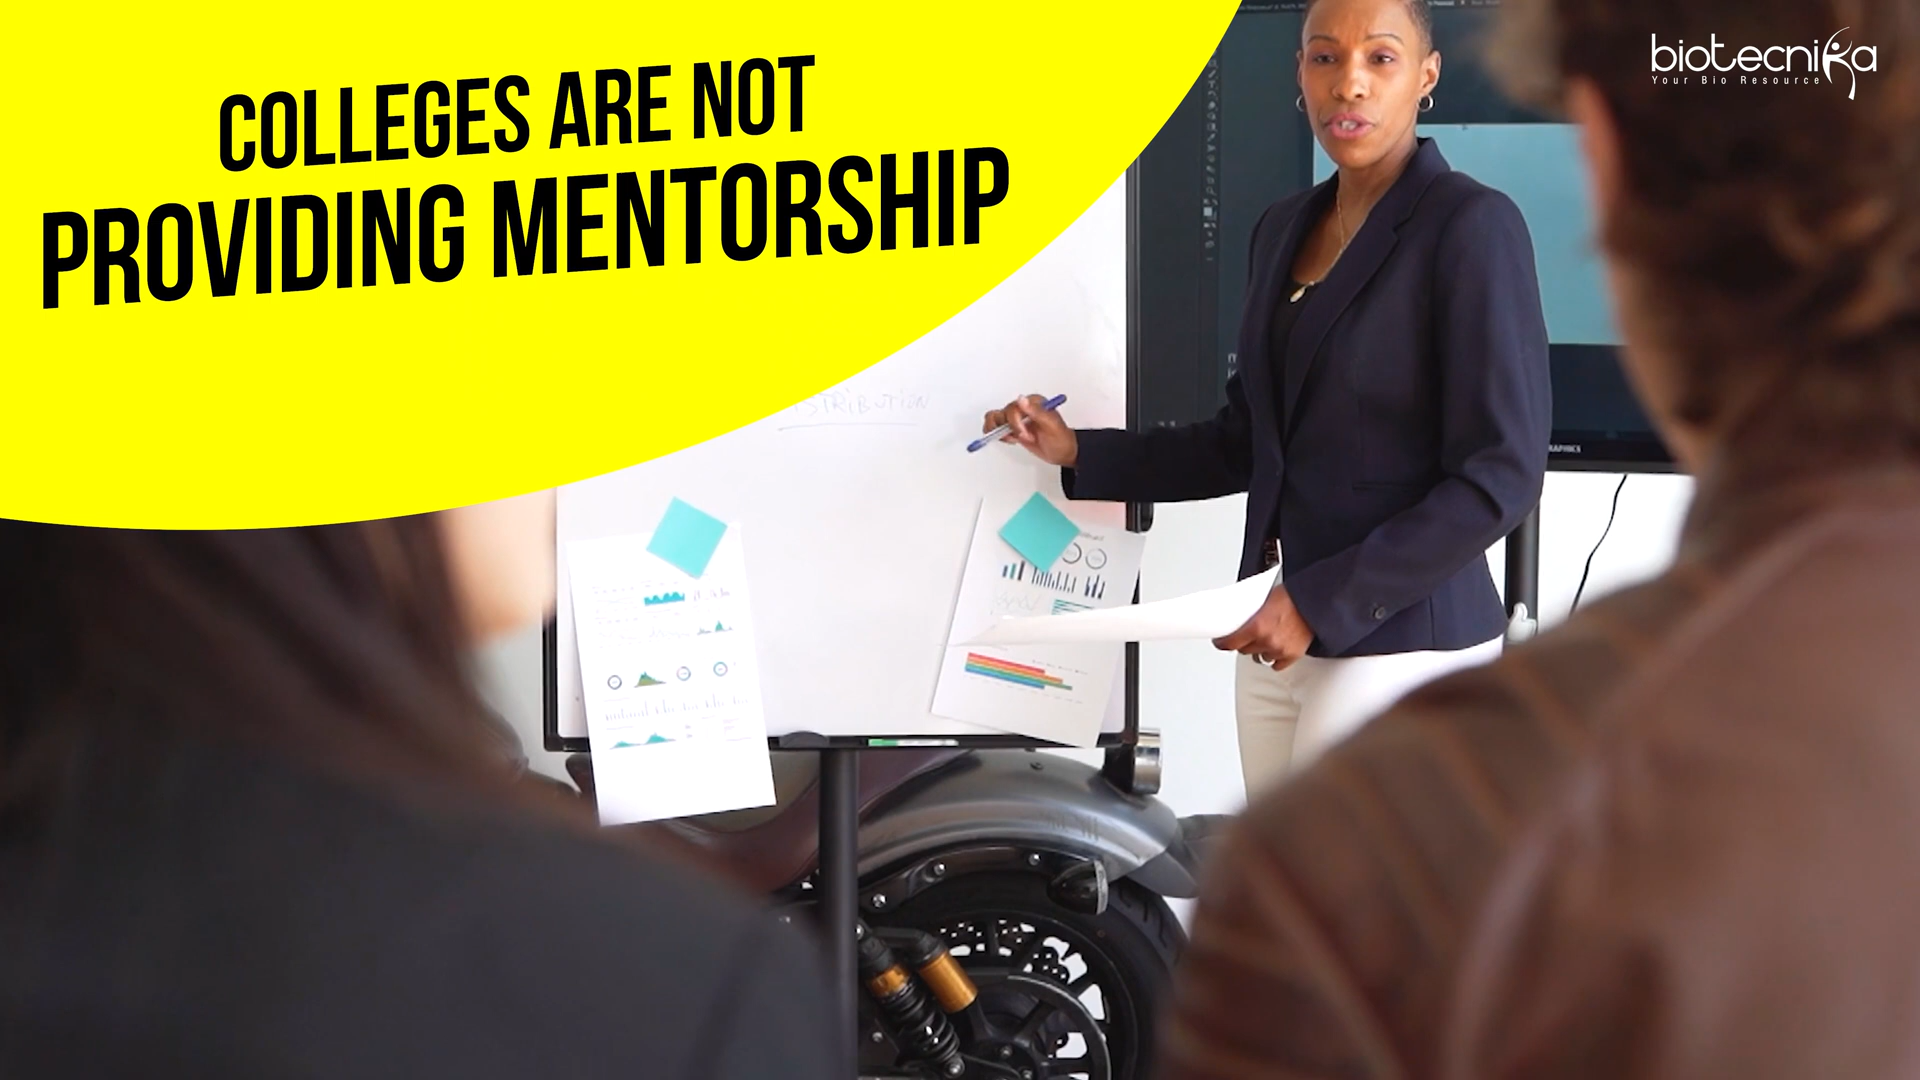 COLLEGES ARE NOT
PROVIDING MENTORSHIP
biotecnika
Your Bio Resource